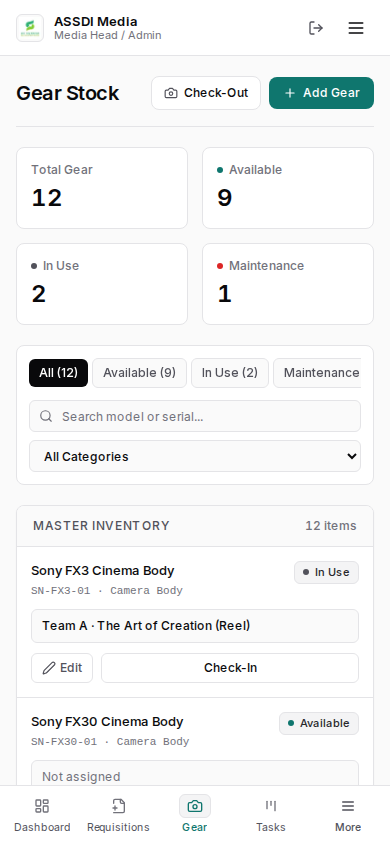 ASSDI Media
Media Head / Admin
Gear Stock
Check-Out
Add Gear
Total Gear
12
Available
9
In Use
2
Maintenance
1
All (12)
Available (9)
In Use (2)
Maintenance
Search model or serial...
All Categories
MASTER INVENTORY
12 items
Sony FX3 Cinema Body
In Use
SN-FX3-01 · Camera Body
Team A · The Art of Creation (Reel)
Edit
Check-In
Sony FX30 Cinema Body
Available
SN-FX30-01 · Camera Body
Not assigned
Dashboard
Requisitions
Gear
Tasks
More